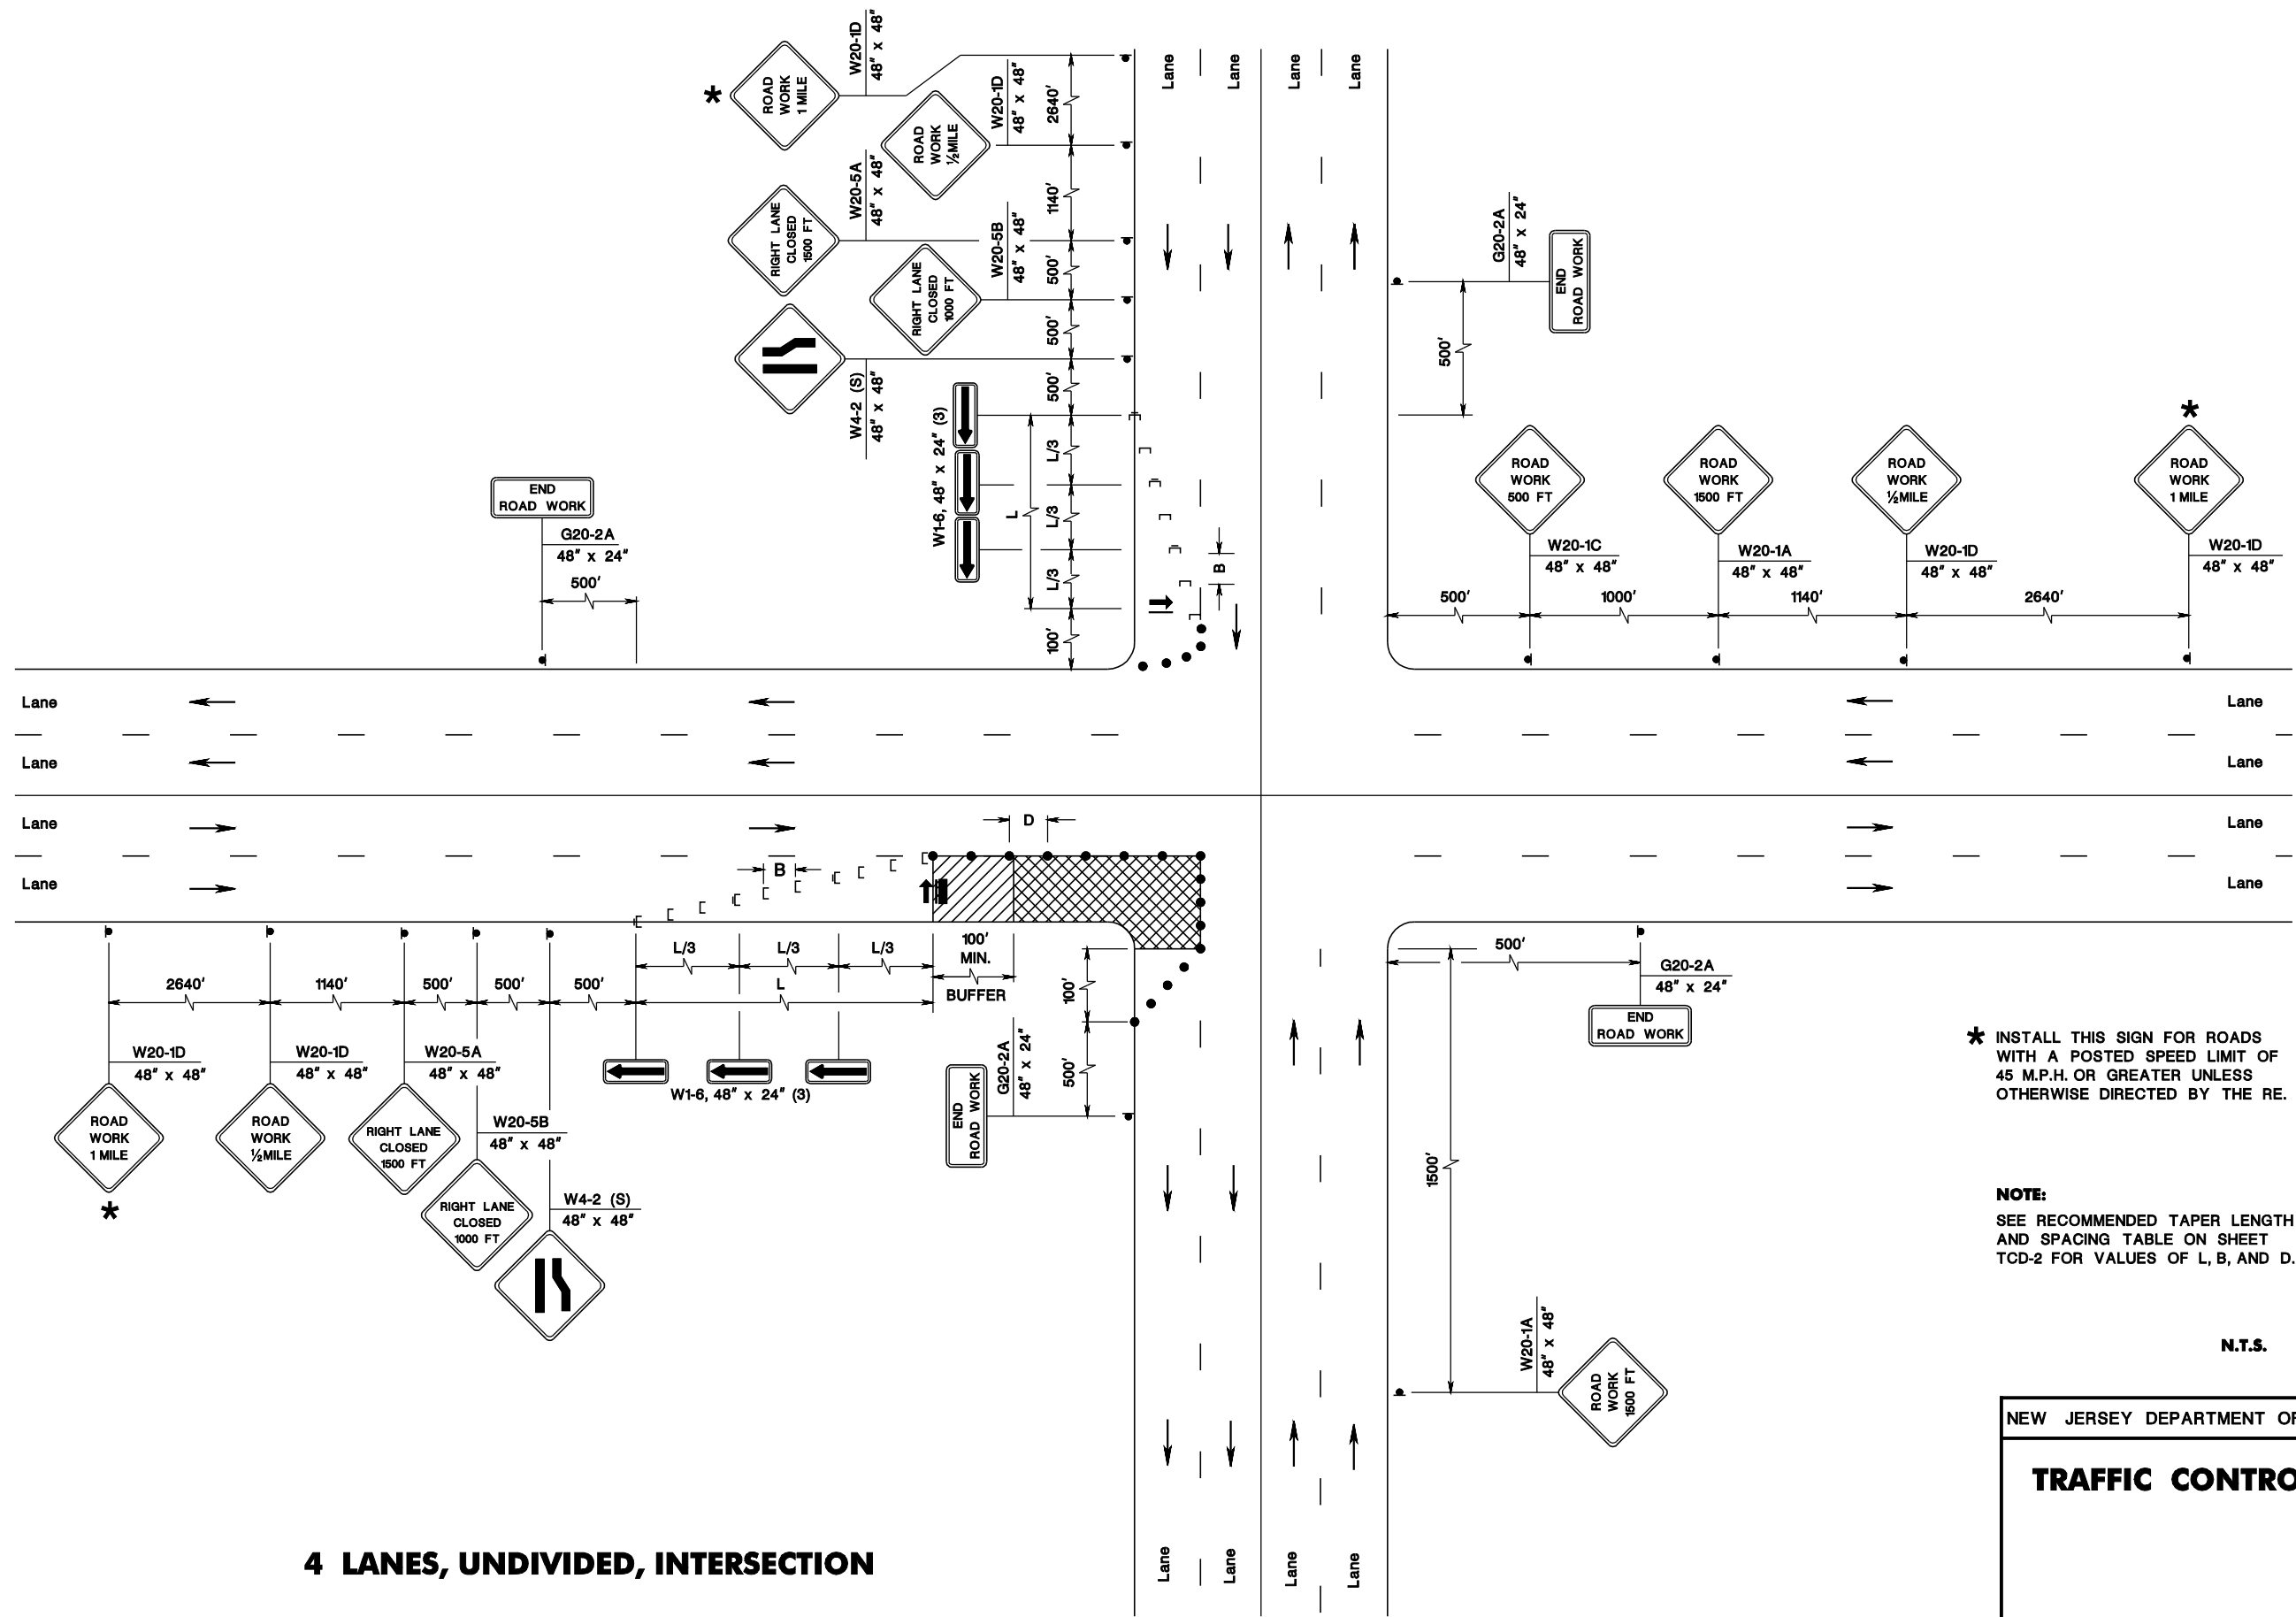 ROAD
WORK
1 MILE
W20-1D
48" x 48"
*
ROAD
WORK
½MILE
W20-1D
48" x 48"
2640'
1140'
RIGHT LANE
CLOSED
1500 FT
W20-5A
48" x 48"
RIGHT LANE
CLOSED
1000 FT
W20-5B
48" x 48"
500'
500'
500'
W4-2 (S)
48" x 48"
W1-6, 48" x 24" (3)
L
L/3
L/3
L/3
100'
B
Lane
Lane
Lane
Lane
G20-2A
48" x 24"
END
ROAD WORK
500'
END
ROAD WORK
G20-2A
48" x 24"
500'
*
ROAD
WORK
500 FT
W20-1C
48" x 48"
ROAD
WORK
1500 FT
W20-1A
48" x 48"
ROAD
WORK
½MILE
W20-1D
48" x 48"
ROAD
WORK
1 MILE
W20-1D
48" x 48"
500'
1000'
1140'
2640'
Lane
Lane
Lane
Lane
Lane
Lane
Lane
Lane
D
B
L/3
L/3
L/3
100'
MIN.
BUFFER
2640'
1140'
500'
500'
500'
L
W20-1D
48" x 48"
ROAD
WORK
1 MILE
*
W20-1D
48" x 48"
ROAD
WORK
½MILE
W20-5A
48" x 48"
RIGHT LANE
CLOSED
1500 FT
W20-5B
48" x 48"
RIGHT LANE
CLOSED
1000 FT
W4-2 (S)
48" x 48"
W1-6, 48" x 24" (3)
100'
500'
G20-2A
48" x 24"
END
ROAD WORK
500'
G20-2A
48" x 24"
END
ROAD WORK
1500'
W20-1A
48" x 48"
ROAD
WORK
1500 FT
Lane
Lane
Lane
Lane
* INSTALL THIS SIGN FOR ROADS
WITH A POSTED SPEED LIMIT OF
45 M.P.H. OR GREATER UNLESS
OTHERWISE DIRECTED BY THE RE.
NOTE:
SEE RECOMMENDED TAPER LENGTH
AND SPACING TABLE ON SHEET
TCD-2 FOR VALUES OF L, B, AND D.
N.T.S.
NEW JERSEY DEPARTMENT OF
TRAFFIC CONTRO
4 LANES, UNDIVIDED, INTERSECTION